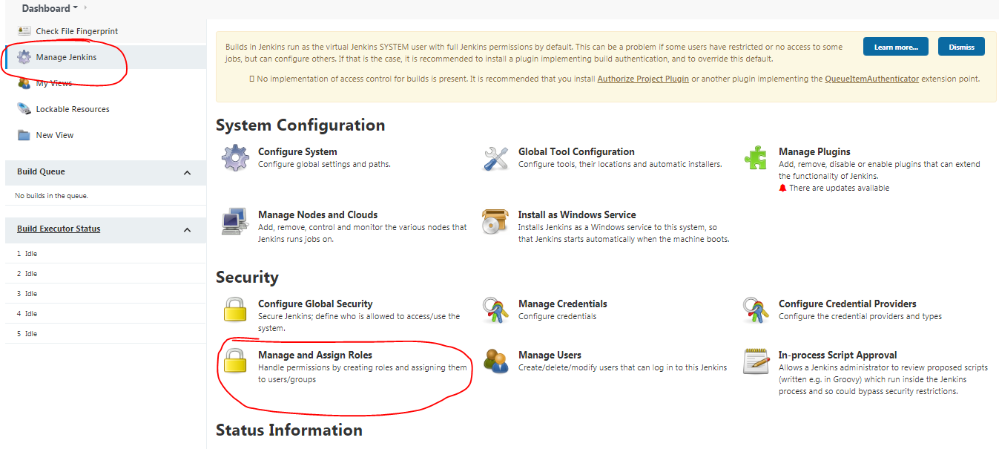 Dashboard
Check File Fingerprint
Manage Jenkins
My Views
Lockable Resources
New View
Build Queue
No builds in the queue.
Build Executor Status
1 Idle
2 Idle
3 Idle
4 Idle
5 Idle
Builds in Jenkins run as the virtual Jenkins SYSTEM user with full Jenkins permissions by default. This can be a problem if some users have restricted or no access to some
jobs, but can configure others. If that is the case, it is recommended to install a plugin implementing build authentication, and to override this default.
Learn more...
Dismiss
No implementation of access control for builds is present. It is recommended that you install Authorize Project Plugin or another plugin implementing the QueueItemAuthenticator extension point.
System Configuration
Configure System
Configure global settings and paths.
Global Tool Configuration
Configure tools, their locations and automatic installers.
Manage Plugins
Add, remove, disable or enable plugins that can extend
the functionality of Jenkins.
There are updates available
Manage Nodes and Clouds
Add, remove, control and monitor the various nodes that
Jenkins runs jobs on.
Install as Windows Service
Installs Jenkins as a Windows service to this system, so
that Jenkins starts automatically when the machine boots.
Security
Configure Global Security
Secure Jenkins; define who is allowed to access/use the
system.
Manage Credentials
Configure credentials
Configure Credential Providers
Configure the credential providers and types
Manage and Assign Roles
Handle permissions by creating roles and assigning them
to users/groups
Manage Users
Create/delete/modify users that can log in to this Jenkins
In-process Script Approval
Allows a Jenkins administrator to review proposed scripts
(written e.g. in Groovy) which run inside the Jenkins
process and so could bypass security restrictions.
Status Information